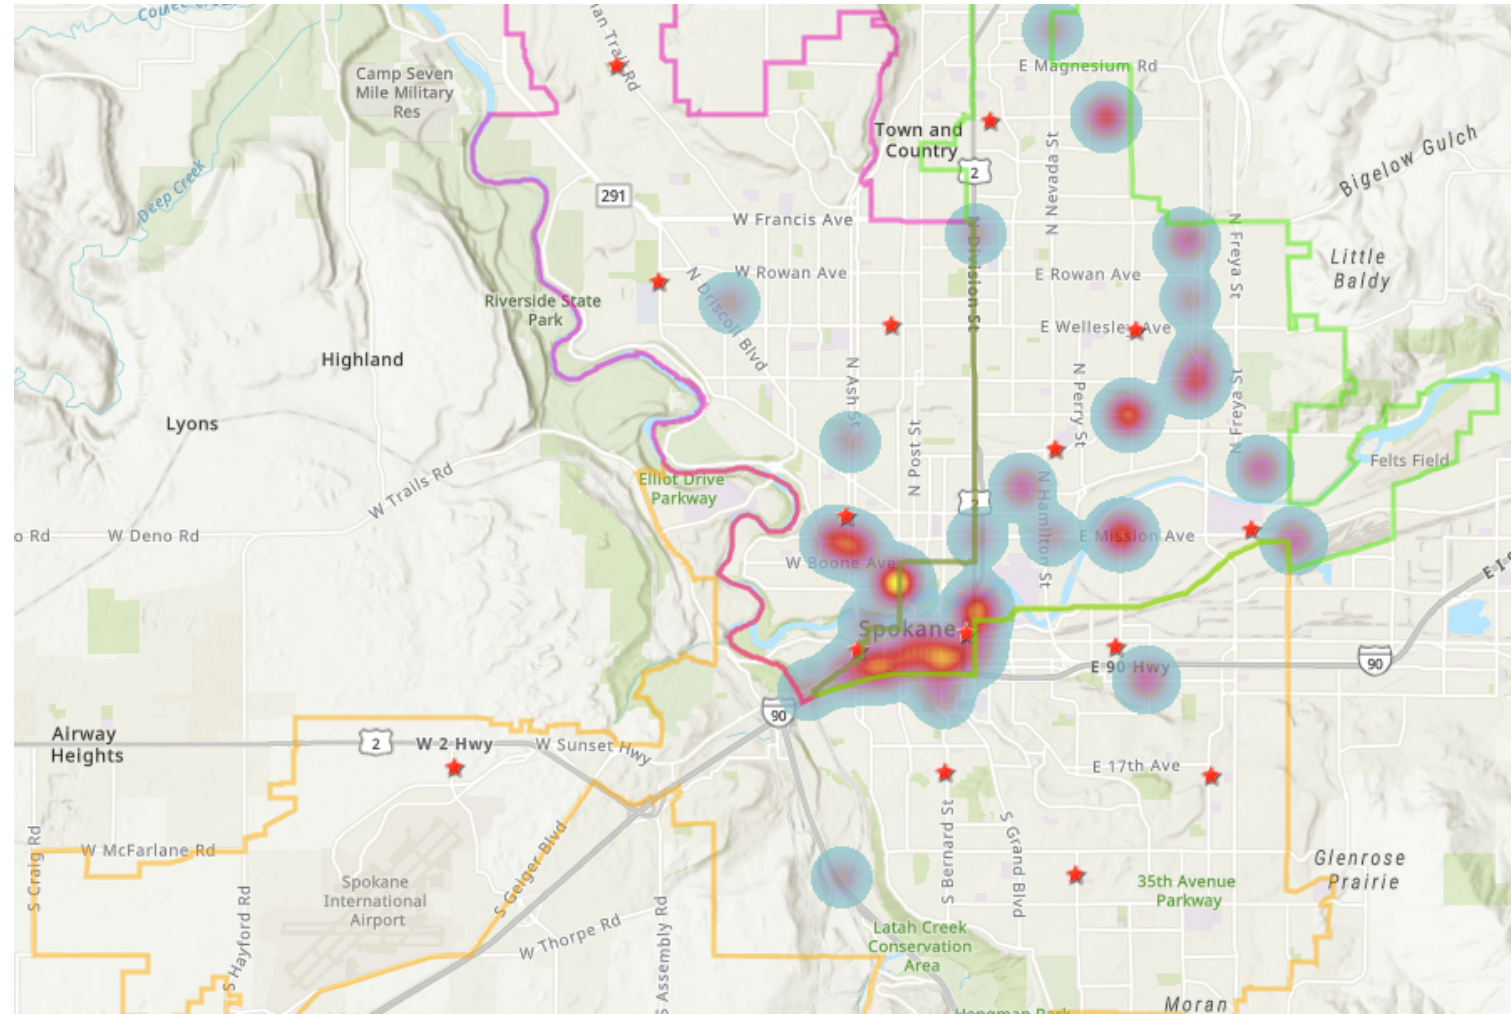 Camp Seven
Mile Military
Res
E Magnesium Rd
Town and
Country
2
N Nevada St
Bigelow Gulch
Deep Creek
291
W Francis Ave
N Division St
N Freya St
Little
Baldy
W Rowan Ave
E Rowan Ave
N Driscoll Blvd
Riverside State
Park
E Wellesley Ave
Highland
N Ash St
N Perry St
N Freya St
Lyons
N Post St
Felts Field
W Trails Rd
Elliot Drive
Parkway
2
N Hamilton St
o Rd
W Deno Rd
E Mission Ave
W Boone Ave
Spokane
E 90 Hwy
90
90
Airway
Heights
2
W 2 Hwy
W Sunset Hwy
E 17th Ave
S Craig Rd
W McFarlane Rd
S Geiger Blvd
S Bernard St
S Grand Blvd
Glenrose
Prairie
Spokane
International
Airport
35th Avenue
Parkway
S Hayford Rd
W Thorpe Rd
S Assembly Rd
Latah Creek
Conservation
Area
Moran